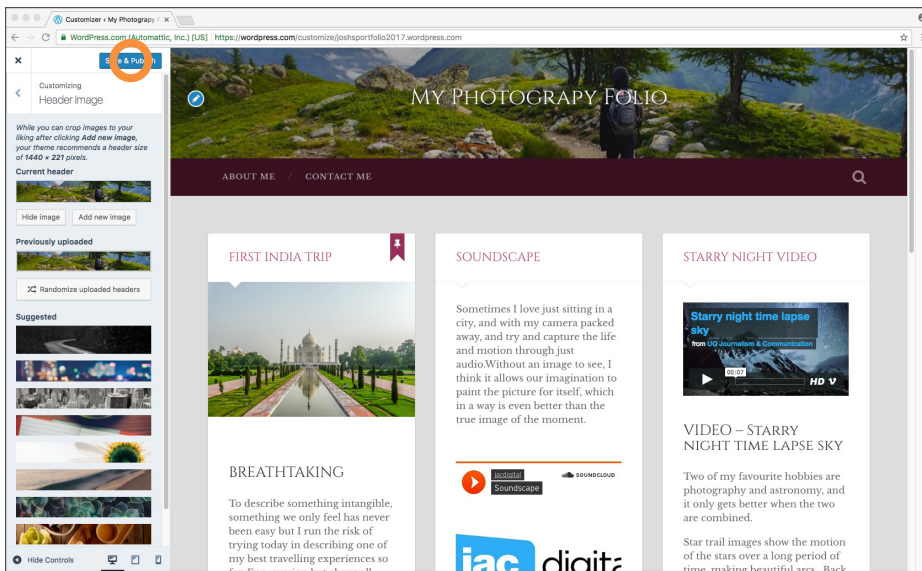 Customizer ‹ My Photograpy F
WordPress.com (Automattic, Inc.) [US] https://wordpress.com/customize/joshsportfolio2017.wordpress.com
Save & Publish
Customizing
Header Image
While you can crop images to your
liking after clicking Add new image,
your theme recommends a header size
of 1440 × 221 pixels.
Current header
Hide image Add new image
Previously uploaded
Randomize uploaded headers
Suggested
Hide Controls
MY PHOTOGRAPY FOLIO
ABOUT ME / CONTACT ME
FIRST INDIA TRIP
BREATHTAKING
To describe something intangible,
something we only feel has never
been easy but I run the risk of
trying today in describing one of
my best travelling experiences so
SOUNDSCAPE
Sometimes I love just sitting in a
city, and with my camera packed
away, and try and capture the life
and motion through just
audio.Without an image to see, I
think it allows our imagination to
paint the picture for itself, which
in a way is even better than the
true image of the moment.
jacdigital
Soundscape
SOUNDCLOUD
jac digita
STARRY NIGHT VIDEO
Starry night time lapse
sky
from UQ Journalism & Communication
00:07
HD
VIDEO – STARRY
NIGHT TIME LAPSE SKY
Two of my favourite hobbies are
photography and astronomy, and
it only gets better when the two
are combined.
Star trail images show the motion
of the stars over a long period of
time, making beautiful arcs. Back